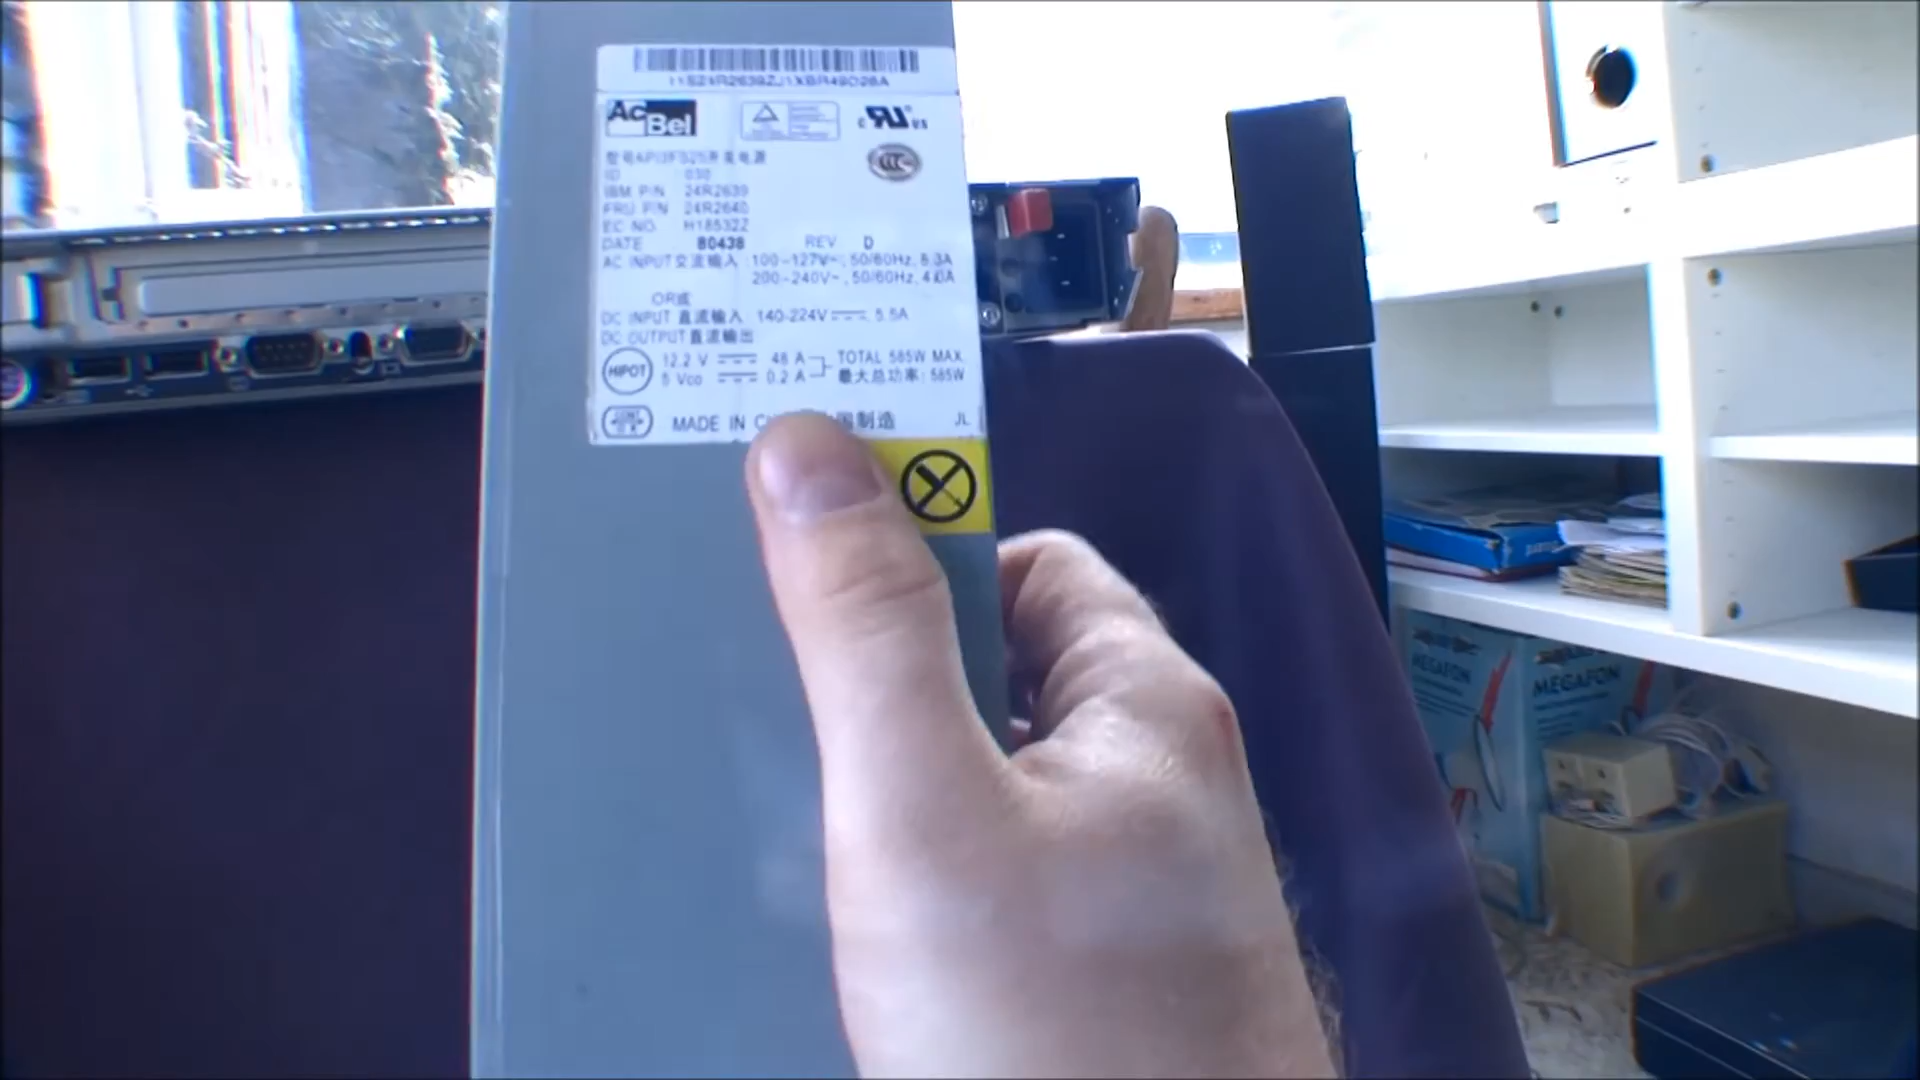 11S24R2639ZJ1XBR49D28A
AcBel
c RU us
CCC
型号API3FS25开关电源
ID 030
IBM P/N 24R2639
FRU P/N 24R2640
EC NO. H18532Z
DATE 80438 REV D
AC INPUT交流输入 :100-127V~, 50/60Hz, 8.3A
200-240V~, 50/60Hz, 4.0A
OR或
DC INPUT 直流输入 : 140-224V 5.5A
DC OUTPUT直流输出
HIPOT
12.2 V 48 A TOTAL 585W MAX.
5 Vco 0.2 A 最大总功率: 585W
MADE IN 国制造 JL
MEGAFON
MEGAFON